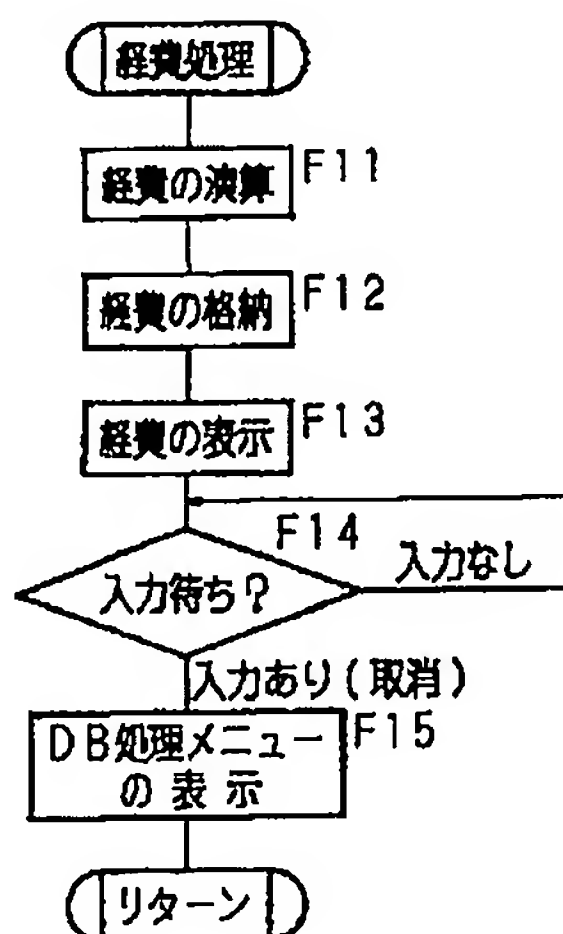 経費処理
経費の演算 F11
経費の格納 F12
経費の表示 F13
F14
入力待ち?
入力なし
入力あり(取消)
DB処理メニュー F15
の表示
リターン